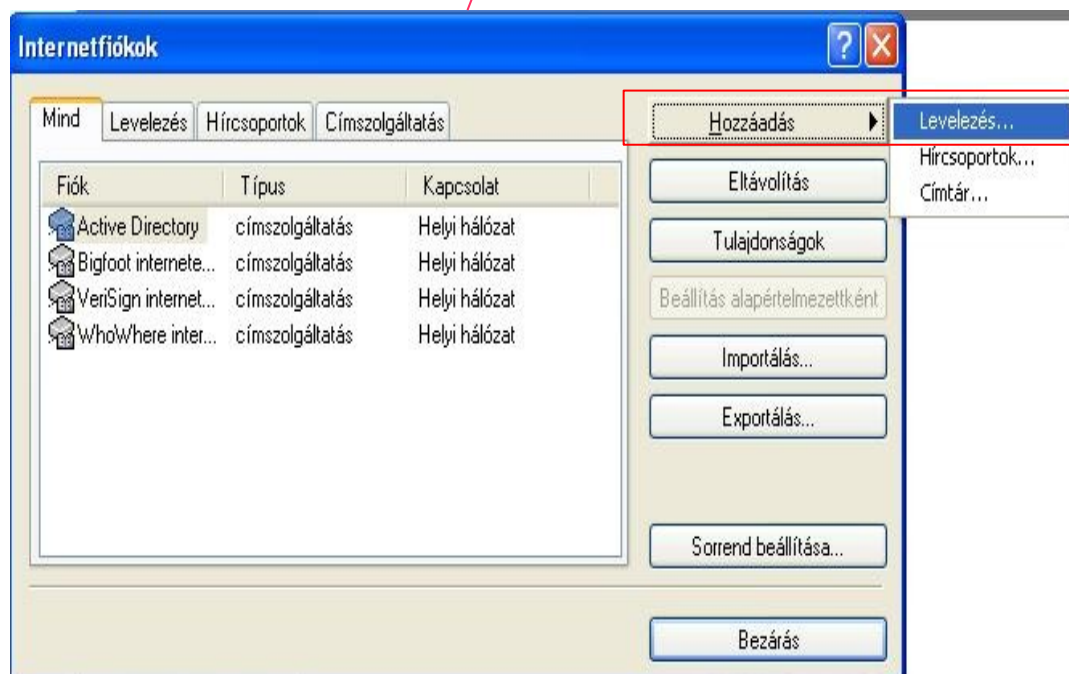 Internetfiókok
Mind Levelezés Hírcsoportok Címszolgáltatás
Hozzáadás Levelezés...
Hírcsoportok...
Címtár...
Fiók Típus Kapcsolat
Active Directory címszolgáltatás Helyi hálózat
Bigfoot internete... címszolgáltatás Helyi hálózat
VeriSign internet... címszolgáltatás Helyi hálózat
WhoWhere inter... címszolgáltatás Helyi hálózat
Eltávolítás
Tulajdonságok
Beállítás alapértelmezettként
Importálás...
Exportálás...
Sorrend beállítása...
Bezárás